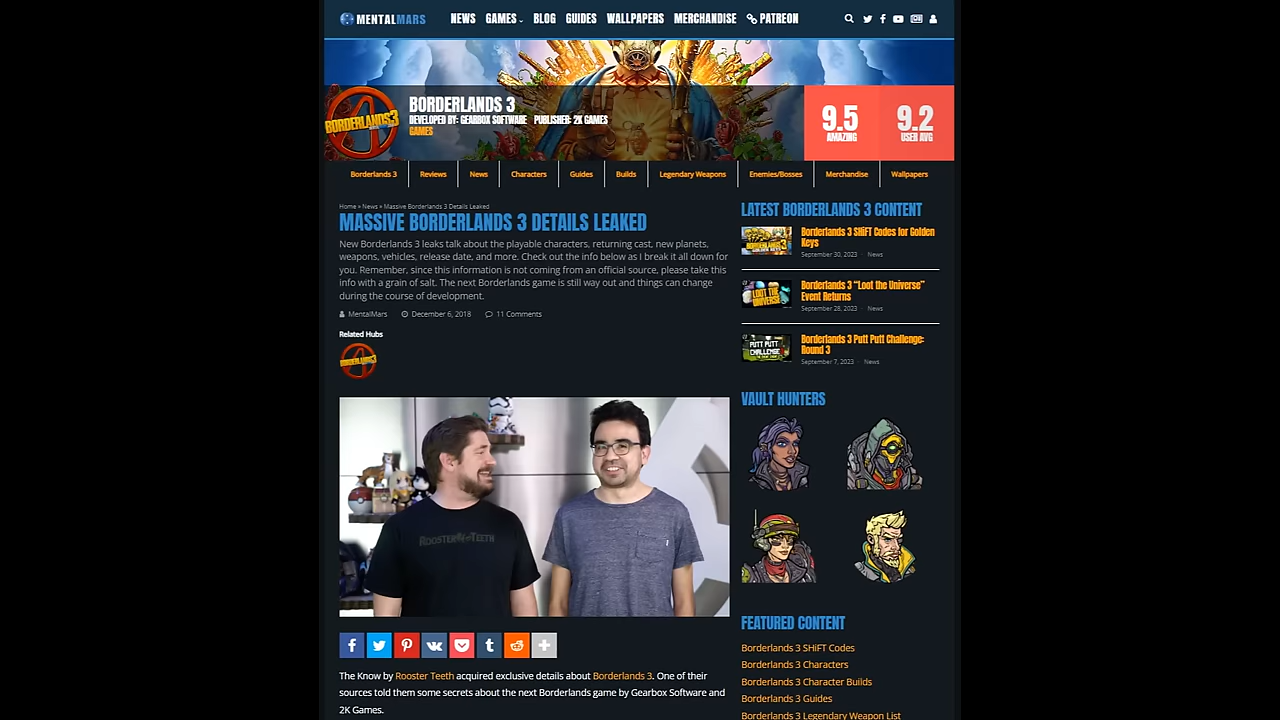 MENTALMARS
NEWS GAMES BLOG GUIDES WALLPAPERS MERCHANDISE PATREON
BORDERLANDS 3
BORDERLANDS 3
DEVELOPED BY: GEARBOX SOFTWARE PUBLISHER: 2K GAMES
GAMES
9.5
AMAZING
9.2
USER AVG
Borderlands 3 Reviews News Characters Guides Builds Legendary Weapons Enemies/Bosses Merchandise Wallpapers
Home » News » Massive Borderlands 3 Details Leaked
MASSIVE BORDERLANDS 3 DETAILS LEAKED
New Borderlands 3 leaks talk about the playable characters, returning cast, new planets,
weapons, vehicles, release date, and more. Check out the info below as I break it all down for
you. Remember, since this information is not coming from an official source, please take this
info with a grain of salt. The next Borderlands game is still way out and things can change
during the course of development.
MentalMars December 6, 2018 11 Comments
Related Hubs
BORDERLANDS 3
ROOSTER TEETH
The Know by Rooster Teeth acquired exclusive details about Borderlands 3. One of their
sources told them some secrets about the next Borderlands game by Gearbox Software and
2K Games.
LATEST BORDERLANDS 3 CONTENT
Borderlands 3 SHiFT Codes for Golden
Keys
September 30, 2023 - News
LOOT THE
UNIVERSE
Borderlands 3 “Loot the Universe”
Event Returns
September 28, 2023 - News
PUTT PUTT
CHALLENGE
Borderlands 3 Putt Putt Challenge:
Round 3
September 7, 2023 - News
VAULT HUNTERS
FEATURED CONTENT
Borderlands 3 SHiFT Codes
Borderlands 3 Characters
Borderlands 3 Character Builds
Borderlands 3 Guides
Borderlands 3 Legendary Weapon List